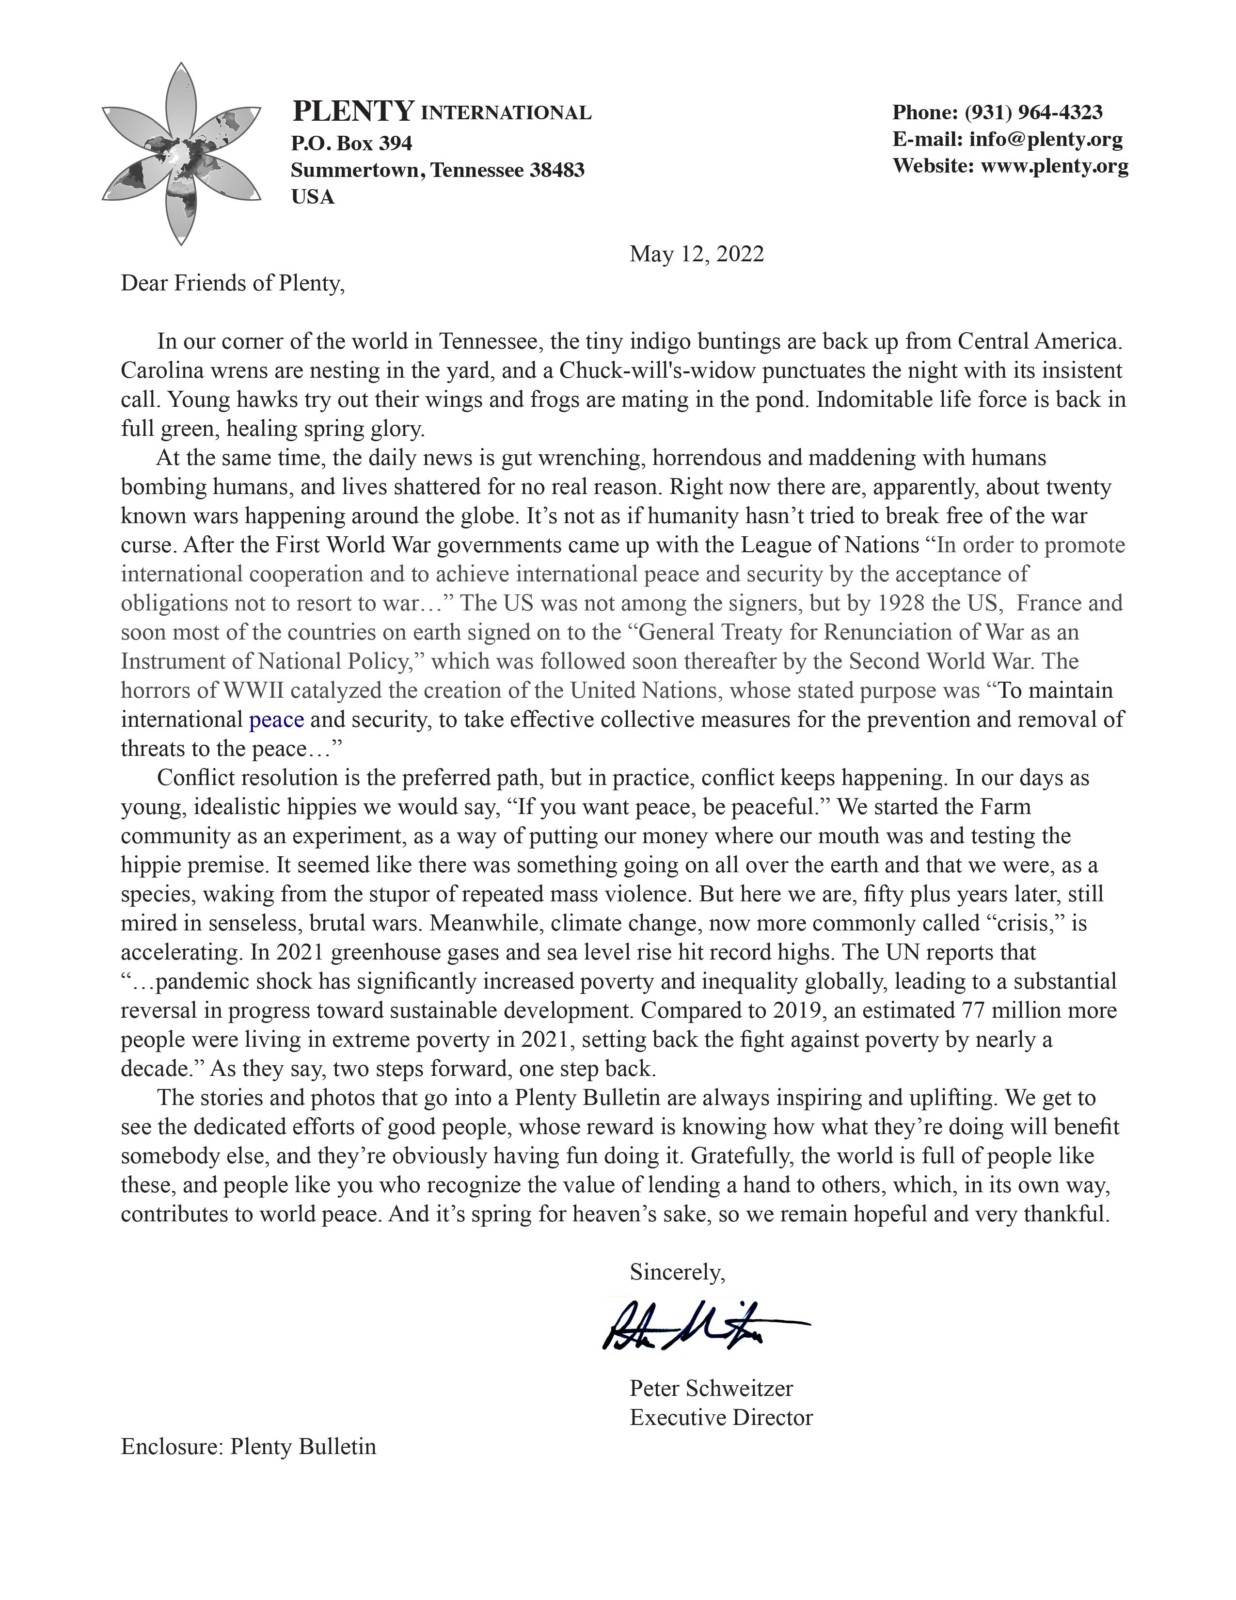 PLENTY INTERNATIONAL
P.O. Box 394
Summertown, Tennessee 38483
USA
Phone: (931) 964-4323
E-mail: info@plenty.org
Website: www.plenty.org
May 12, 2022
Dear Friends of Plenty,
In our corner of the world in Tennessee, the tiny indigo buntings are back up from Central America.
Carolina wrens are nesting in the yard, and a Chuck-will's-widow punctuates the night with its insistent
call. Young hawks try out their wings and frogs are mating in the pond. Indomitable life force is back in
full green, healing spring glory.
At the same time, the daily news is gut wrenching, horrendous and maddening with humans
bombing humans, and lives shattered for no real reason. Right now there are, apparently, about twenty
known wars happening around the globe. It’s not as if humanity hasn’t tried to break free of the war
curse. After the First World War governments came up with the League of Nations “In order to promote
international cooperation and to achieve international peace and security by the acceptance of
obligations not to resort to war…” The US was not among the signers, but by 1928 the US,  France and
soon most of the countries on earth signed on to the “General Treaty for Renunciation of War as an
Instrument of National Policy,” which was followed soon thereafter by the Second World War. The
horrors of WWII catalyzed the creation of the United Nations, whose stated purpose was “To maintain
international peace and security, to take effective collective measures for the prevention and removal of
threats to the peace…”
Conflict resolution is the preferred path, but in practice, conflict keeps happening. In our days as
young, idealistic hippies we would say, “If you want peace, be peaceful.” We started the Farm
community as an experiment, as a way of putting our money where our mouth was and testing the
hippie premise. It seemed like there was something going on all over the earth and that we were, as a
species, waking from the stupor of repeated mass violence. But here we are, fifty plus years later, still
mired in senseless, brutal wars. Meanwhile, climate change, now more commonly called “crisis,” is
accelerating. In 2021 greenhouse gases and sea level rise hit record highs. The UN reports that
“…pandemic shock has significantly increased poverty and inequality globally, leading to a substantial
reversal in progress toward sustainable development. Compared to 2019, an estimated 77 million more
people were living in extreme poverty in 2021, setting back the fight against poverty by nearly a
decade.” As they say, two steps forward, one step back.
The stories and photos that go into a Plenty Bulletin are always inspiring and uplifting. We get to
see the dedicated efforts of good people, whose reward is knowing how what they’re doing will benefit
somebody else, and they’re obviously having fun doing it. Gratefully, the world is full of people like
these, and people like you who recognize the value of lending a hand to others, which, in its own way,
contributes to world peace. And it’s spring for heaven’s sake, so we remain hopeful and very thankful.
Sincerely,
Peter Schweitzer
Executive Director
Enclosure: Plenty Bulletin